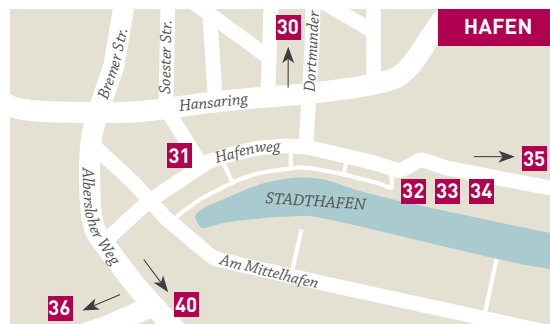 HAFEN
30
Bremer Str.
Soester Str.
Dortmunder
Hansaring
31
Hafenweg
35
32 33 34
Albersloher Weg
STADTHAFEN
Am Mittelhafen
36
40